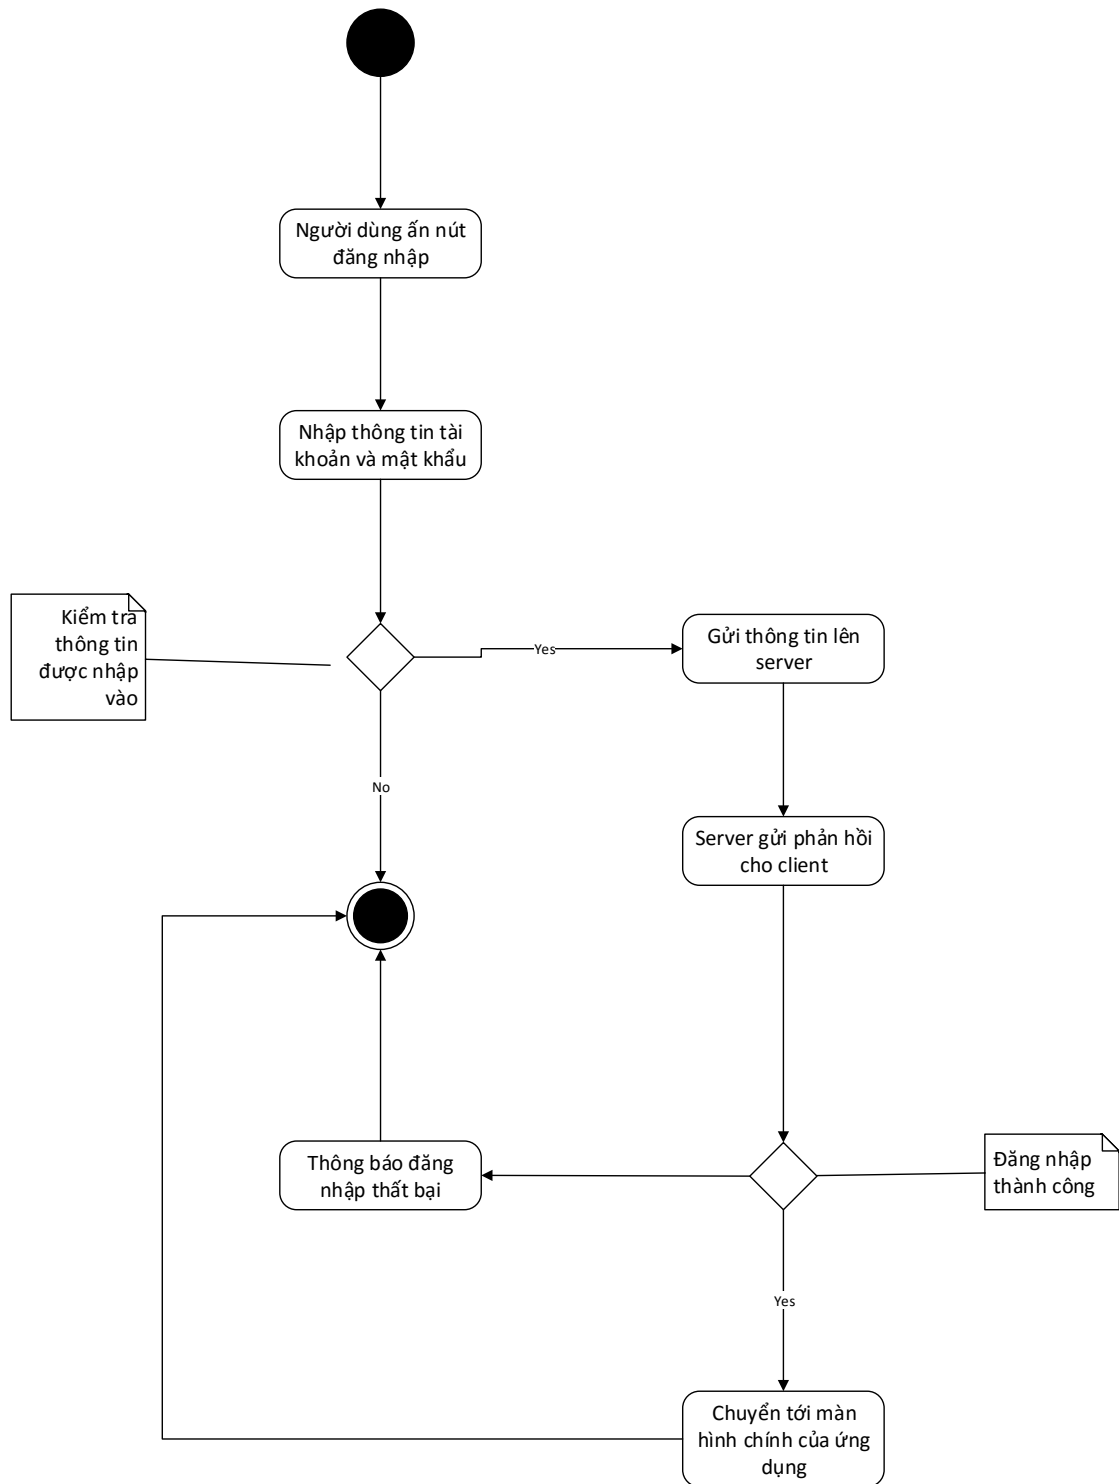 Người dùng ấn nút
đăng nhập
Nhập thông tin tài
khoản và mật khẩu
Kiểm tra
thông tin
được nhập
vào
Yes
Gửi thông tin lên
server
No
Server gửi phản hồi
cho client
Thông báo đăng
nhập thất bại
Đăng nhập
thành công
Yes
Chuyển tới màn
hình chính của ứng
dụng